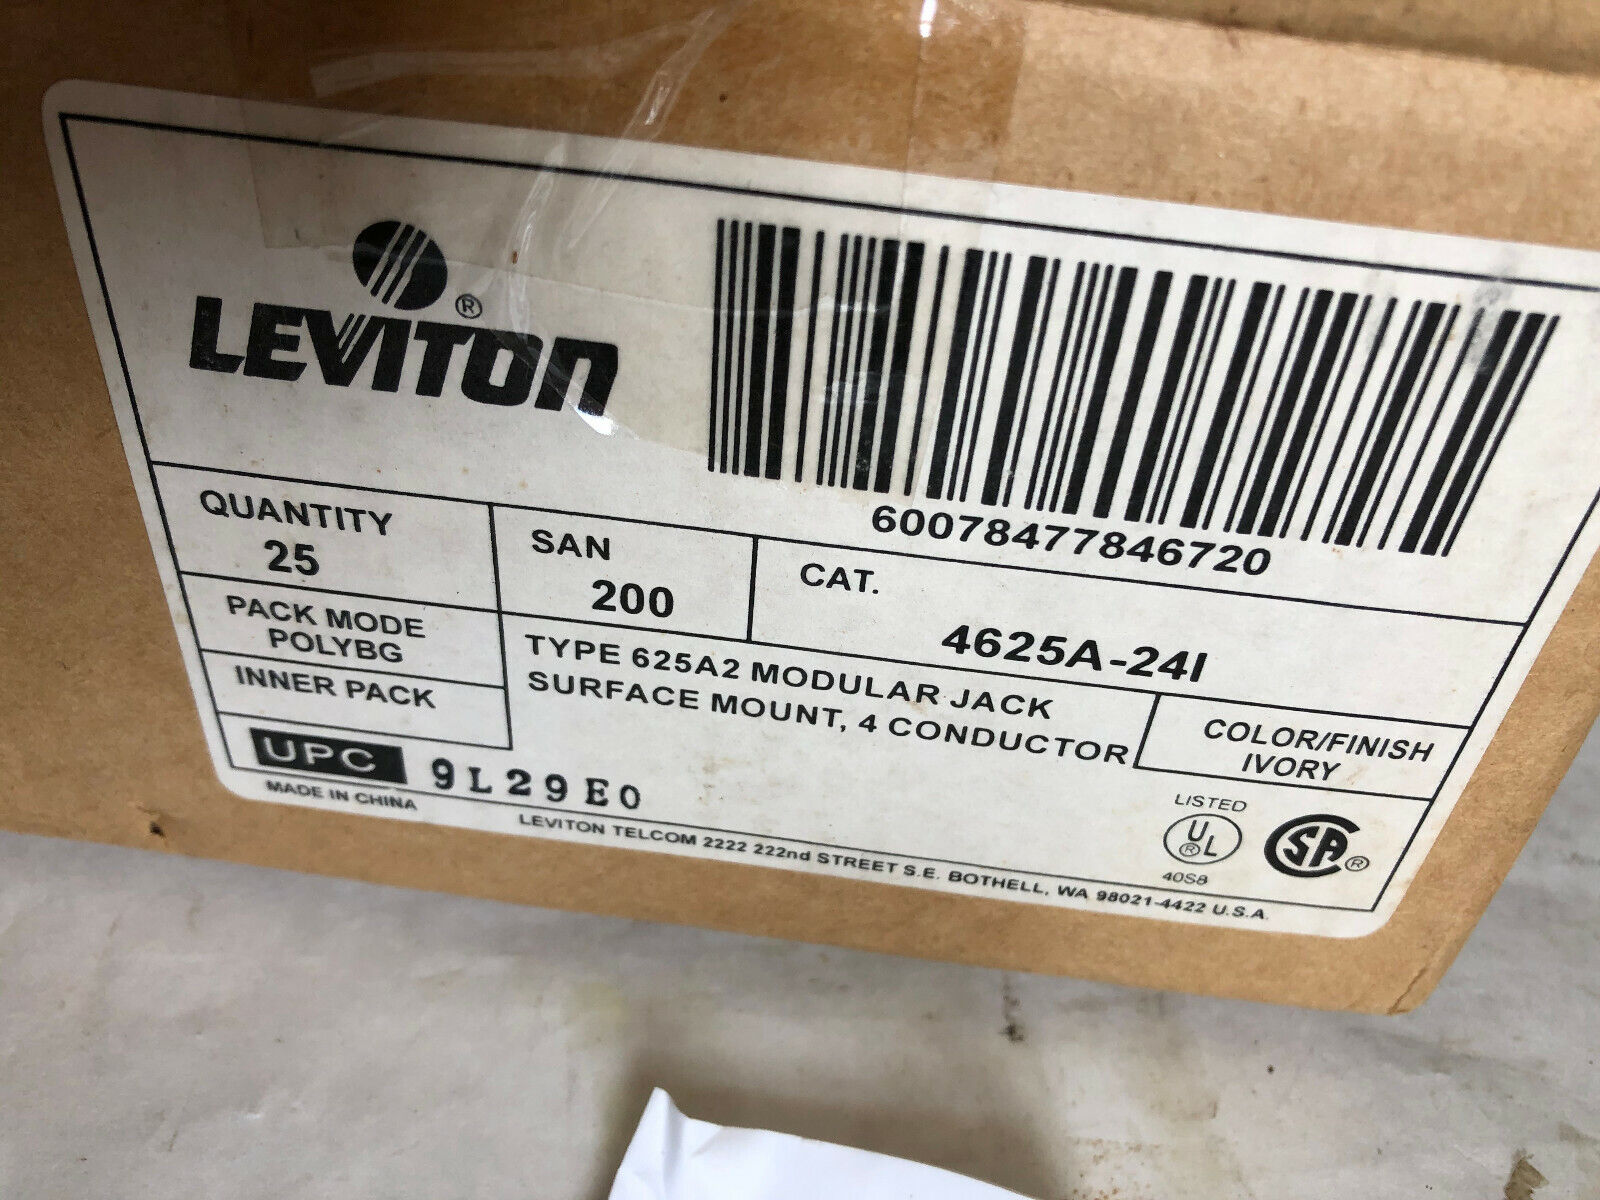 LEVITON®
60078477846720
QUANTITY
25
SAN
200
CAT.
4625A-24I
PACK MODE
POLYBG
INNER PACK
TYPE 625A2 MODULAR JACK
SURFACE MOUNT, 4 CONDUCTOR
COLOR/FINISH
IVORY
UPC
9L29E0
MADE IN CHINA
LISTED
UL®
40S8
SA®
LEVITON TELCOM 2222 222nd STREET S.E. BOTHELL, WA 98021-4422 U.S.A.